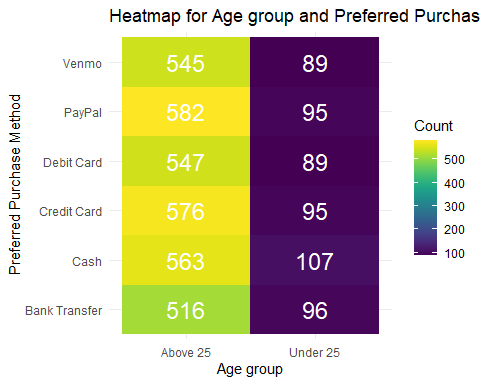 Heatmap for Age group and Preferred Purchas
Preferred Purchase Method
Venmo 545 89
PayPal 582 95
Debit Card 547 89
Credit Card 576 95
Cash 563 107
Bank Transfer 516 96
Above 25 Under 25
Age group
Count
500
400
300
200
100